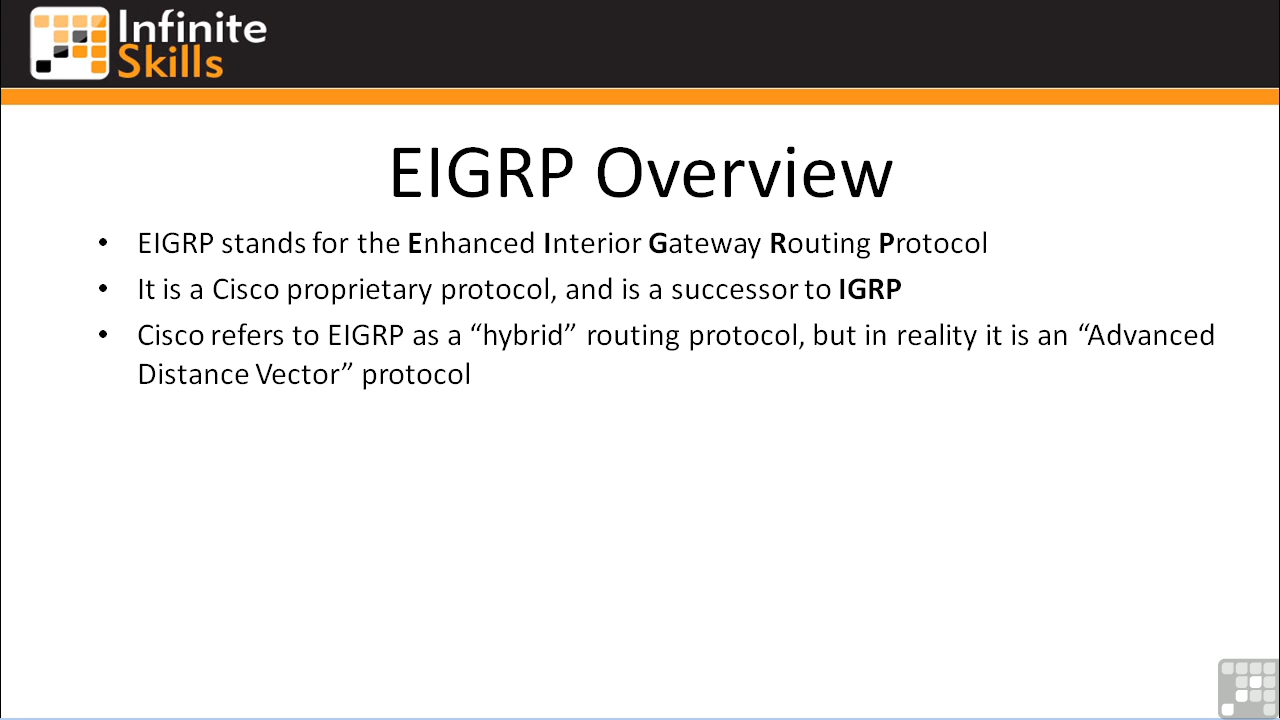 Infinite
Skills
EIGRP Overview
• EIGRP stands for the Enhanced Interior Gateway Routing Protocol
• It is a Cisco proprietary protocol, and is a successor to IGRP
• Cisco refers to EIGRP as a “hybrid” routing protocol, but in reality it is an “Advanced
Distance Vector” protocol